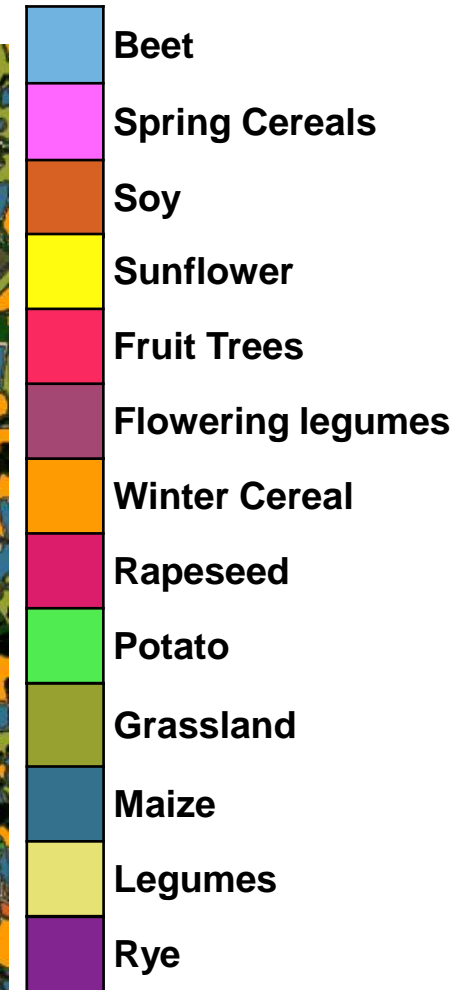 Beet
Spring Cereals
Soy
Sunflower
Fruit Trees
Flowering legumes
Winter Cereal
Rapeseed
Potato
Grassland
Maize
Legumes
Rye